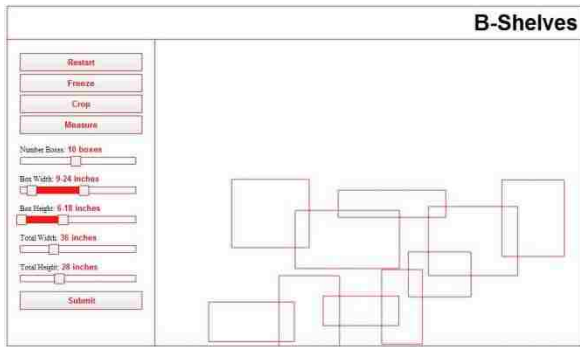 B-Shelves
Restart
Freeze
Crop
Measure
Number Boxes: 10 boxes
Box Width: 9-24 inches
Box Height: 6-18 inches
Total Width: 36 inches
Total Height: 28 inches
Submit